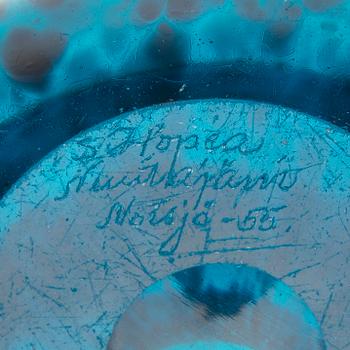 S. Hopea
Nuutajärvi
Notsjö -55.